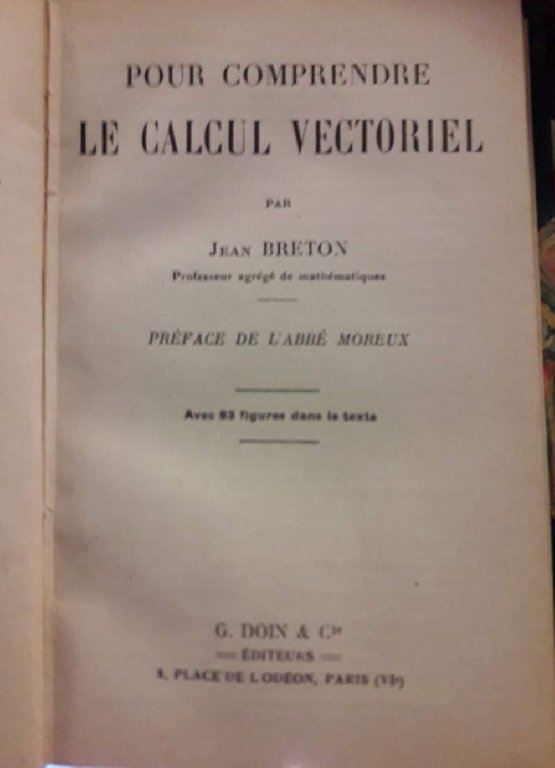 POUR COMPRENDRE
LE CALCUL VECTORIEL
PAR
JEAN BRETON
Professeur agrégé de mathématiques
PRÉFACE DE L'ABBÉ MOREUX
Avec 63 figures dans le texte
G. DOIN & Cie
ÉDITEURS
8, PLACE DE L'ODÉON, PARIS (VIe)